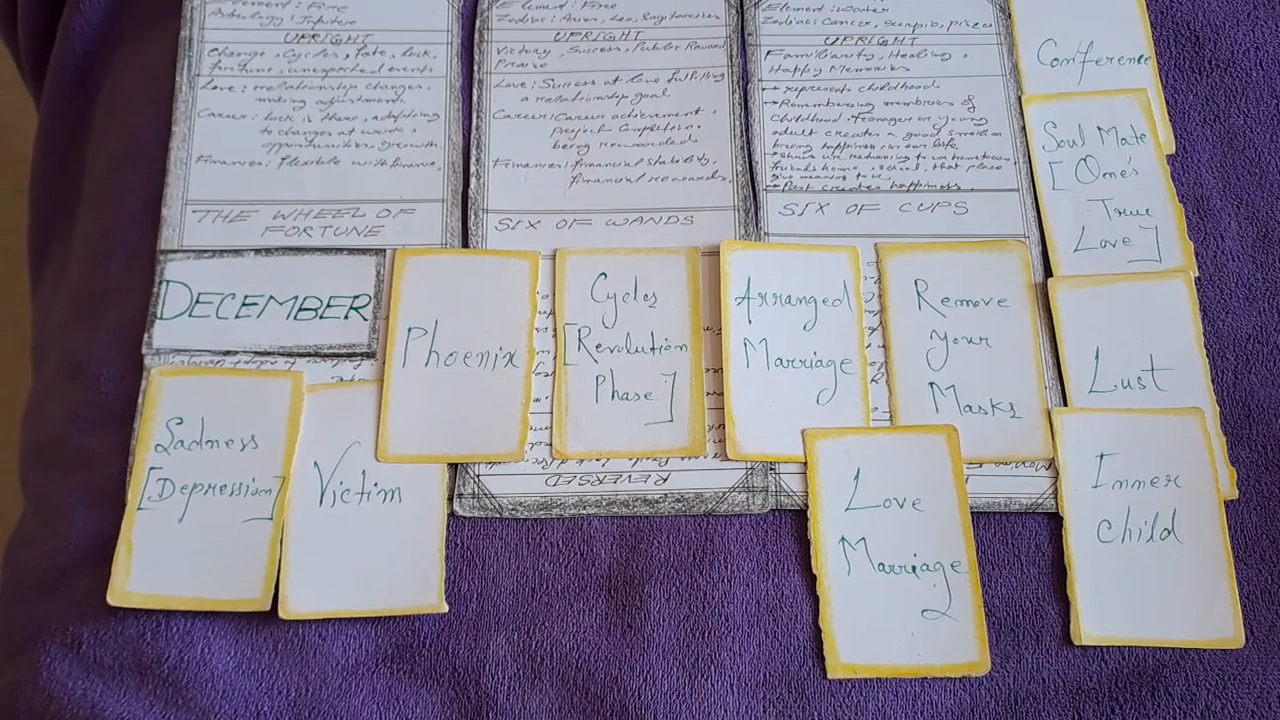 Element: Fire
Astrology: Jupiter
UPRIGHT
Change, Cycles, fate, luck,
fortune, unexpected events
Love: relationship changes,
making adjustments
Career: luck is there, adapting
to changes at work,
opportunities, growth.
Finances: flexible with finance,
THE WHEEL OF
FORTUNE
Element: Fire
Zodiac: Aries, Leo, Sagittarius
UPRIGHT
Victory, Success, Public Reward
Praise
Love: Success at love fulfilling
a relationship goal
Career: Career achievement,
Project Completion.
being rewarded
Finances: financial stability,
financial rewards.
SIX OF WANDS
Element: Water
Zodiac: Cancer, Scorpio, Pisces
UPRIGHT
Familiarity, Healing,
Happy Memories
→ represent childhood
→ Remembering memories of
childhood, teenager or young
adult creates a good smile on
bring happiness in our life
friends home, school, that place
→ Past creates happiness.
SIX OF CUPS
Conference
Soul Mate
[One's
True
Love]
DECEMBER
Phoenix
Cycles
[Revolution
Phase]
Arranged
Marriage
Remove
your
Masks
Lust
Sadness
[Depression]
Victim
REVERSED
Love
Marriage
Inner
child